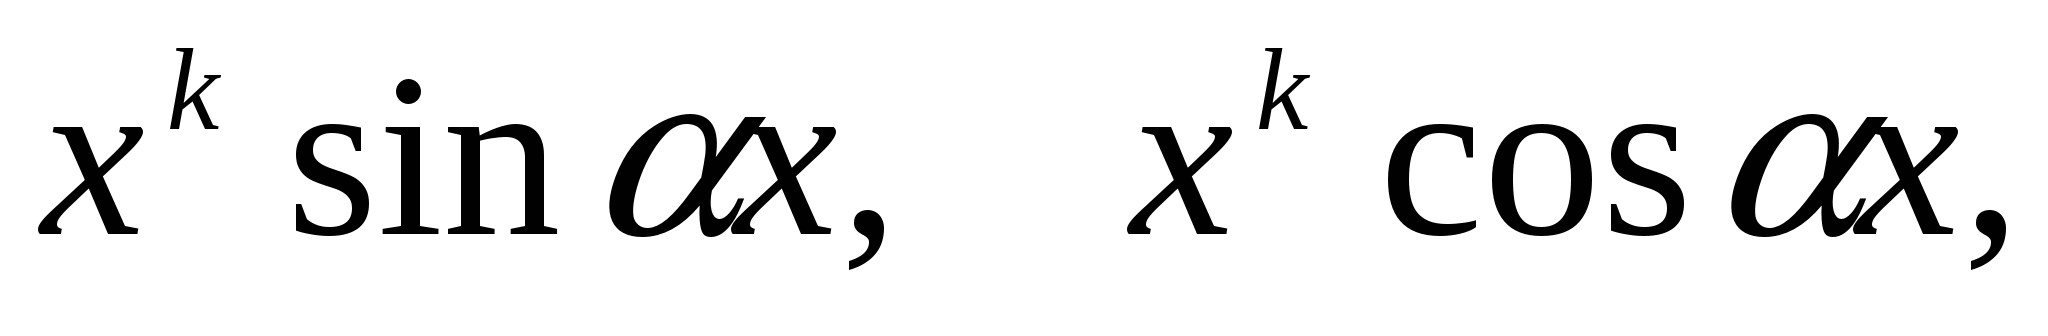 x^k sin αx, x^k cos αx,